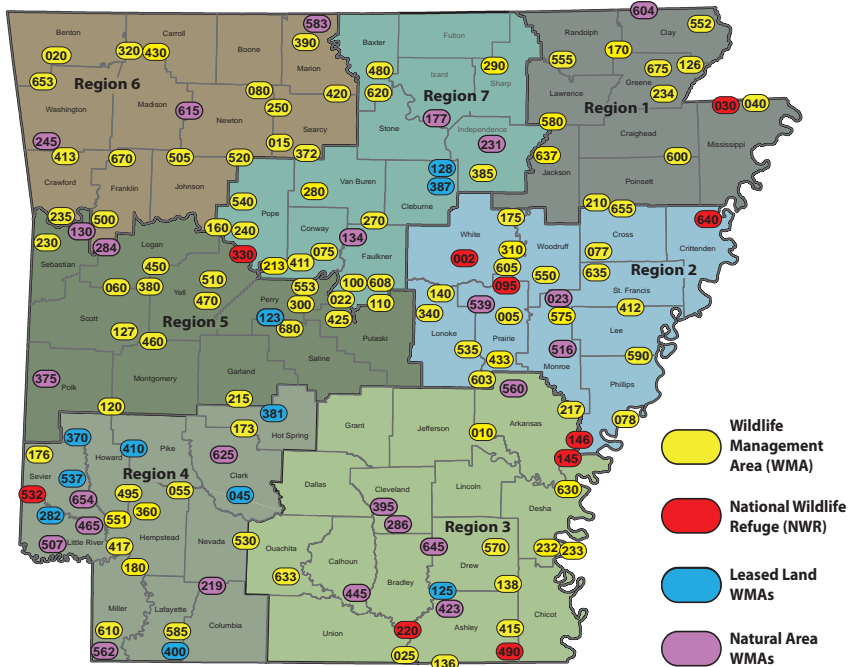 604
583
552
Benton
Carroll
Randolph
Clay
320
430
Boone
390
Baxter
Fulton
170
020
Marion
555
480
290
Izard
675
126
653
Region 6
080
420
620
Region 7
Sharp
Greene
234
Lawrence
Region 1
030
040
Washington
Madison
615
250
Newton
Stone
177
Independence
580
Craighead
Mississippi
245
413
015
Searcy
231
670
505
520
372
128
387
385
637
600
Crawford
Franklin
Johnson
280
Van Buren
Jackson
Poinsett
540
Cleburne
210
655
235
500
Pope
270
175
640
160
240
Conway
White
Woodruff
Cross
130
230
284
Logan
134
310
077
Crittenden
330
075
Faulkner
002
605
Region 2
Sebastian
450
213
411
550
635
060
380
510
Yell
470
553
100
608
095
St. Francis
Perry
300
022
110
140
539
023
412
123
425
340
005
575
Scott
Region 5
680
Pulaski
Lonoke
Prairie
Lee
127
460
Saline
535
433
516
590
Garland
Monroe
375
Polk
Montgomery
603
560
Phillips
120
215
381
Arkansas
217
078
173
Hot Spring
Grant
Jefferson
010
146
370
410
Pike
145
176
Howard
625
Sevier
Region 4
Clark
537
055
045
Dallas
Cleveland
Lincoln
532
654
495
630
282
360
395
Desha
465
551
286
Region 3
507
Little River
Hempstead
Nevada
530
Ouachita
645
570
232
233
417
Calhoun
Drew
180
633
Bradley
138
219
445
125
Miller
Lafayette
423
Chicot
610
585
Columbia
Union
220
Ashley
415
562
400
025
136
490
Wildlife
Management
Area (WMA)
National Wildlife
Refuge (NWR)
Leased Land
WMAs
Natural Area
WMAs